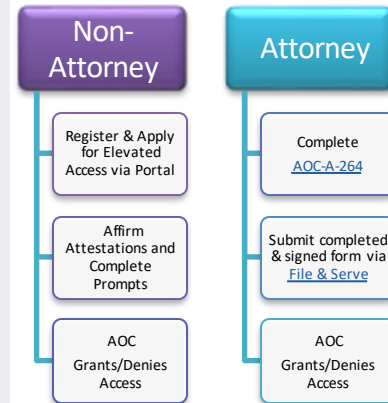 Non-
Attorney
Register & Apply
for Elevated
Access via Portal
Affirm
Attestations and
Complete
Prompts
AOC
Grants/Denies
Access
Attorney
Complete
AOC-A-264
Submit completed
& signed form via
File & Serve
AOC
Grants/Denies
Access